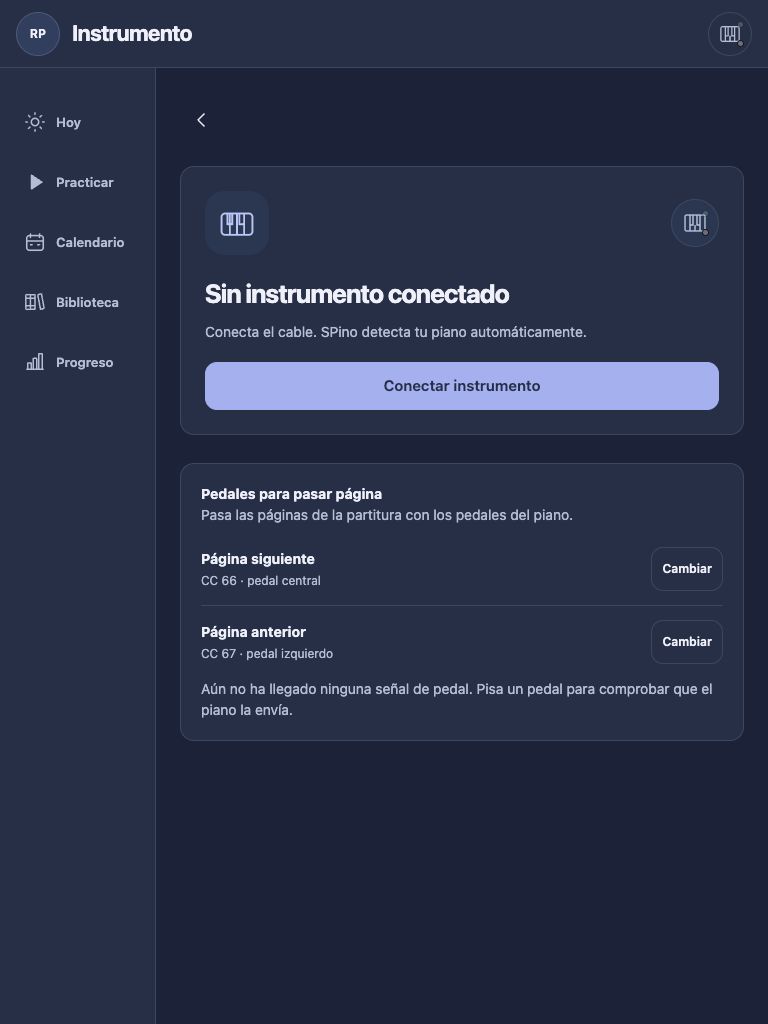 RP
Instrumento
Hoy
Practicar
Calendario
Biblioteca
Progreso
Sin instrumento conectado
Conecta el cable. SPino detecta tu piano automáticamente.
Conectar instrumento
Pedales para pasar página
Pasa las páginas de la partitura con los pedales del piano.
Página siguiente
CC 66 · pedal central
Cambiar
Página anterior
CC 67 · pedal izquierdo
Cambiar
Aún no ha llegado ninguna señal de pedal. Pisa un pedal para comprobar que el
piano la envía.